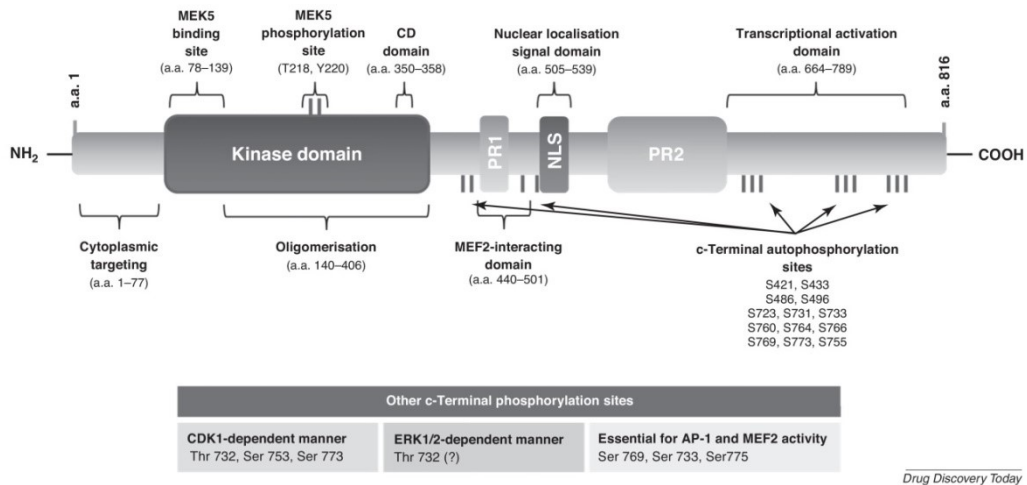 MEK5
binding
site
(a.a. 78–139)
MEK5
phosphorylation
site
(T218, Y220)
CD
domain
(a.a. 350–358)
Nuclear localisation
signal domain
(a.a. 505–539)
Transcriptional activation
domain
(a.a. 664–789)
a.a. 1
a.a. 816
NH2
Kinase domain
PR1
NLS
PR2
COOH
Cytoplasmic
targeting
(a.a. 1–77)
Oligomerisation
(a.a. 140–406)
MEF2-interacting
domain
(a.a. 440–501)
c-Terminal autophosphorylation
sites
S421, S433
S486, S496
S723, S731, S733
S760, S764, S766
S769, S773, S755
Other c-Terminal phosphorylation sites
CDK1-dependent manner
Thr 732, Ser 753, Ser 773
ERK1/2-dependent manner
Thr 732 (?)
Essential for AP-1 and MEF2 activity
Ser 769, Ser 733, Ser775
Drug Discovery Today